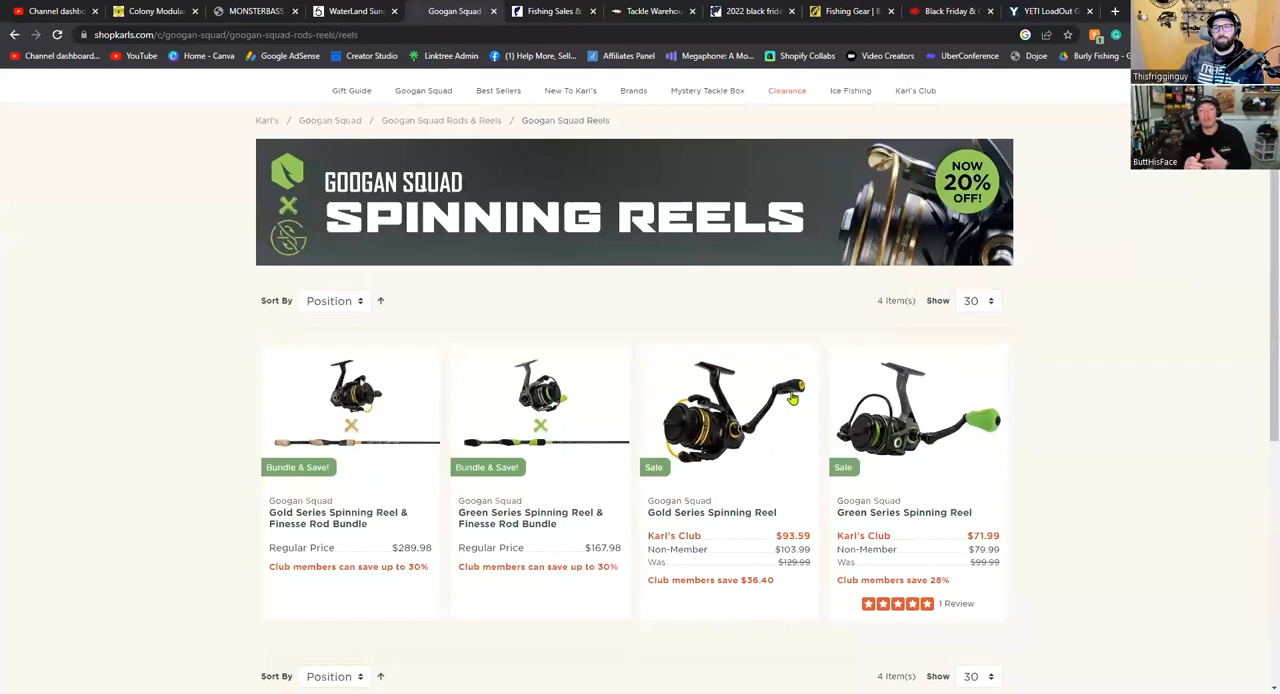 Channel dashbo
Colony Modula
MONSTERBASS
WaterLand Sun
Googan Squad
Fishing Sales &
Tackle Warehou
2022 black frida
Fishing Gear | B
Black Friday & C
YETI LoadOut G
shopkarls.com/c/googan-squad/googan-squad-rods-reels/reels
Channel dashboard...
YouTube
Home - Canva
Google AdSense
Creator Studio
Linktree Admin
(1) Help More, Sell...
Affiliates Panel
Megaphone: A Mo...
Shopify Collabs
Video Creators
UberConference
Dojoe
Burly Fishing -
Thisfrigginguy
ButtHisFace
Gift Guide
Googan Squad
Best Sellers
New To Karl's
Brands
Mystery Tackle Box
Clearance
Ice Fishing
Karl's Club
Karl's / Googan Squad / Googan Squad Rods & Reels / Googan Squad Reels
GOOGAN SQUAD
SPINNING REELS
NOW
20%
OFF!
Sort By Position
4 Item(s) Show 30
Bundle & Save!
Googan Squad
Gold Series Spinning Reel &
Finesse Rod Bundle
Regular Price $289.98
Club members can save up to 30%
Bundle & Save!
Googan Squad
Green Series Spinning Reel &
Finesse Rod Bundle
Regular Price $167.98
Club members can save up to 30%
Sale
Googan Squad
Gold Series Spinning Reel
Karl's Club $93.59
Non-Member $103.99
Was $129.99
Club members save $36.40
Sale
Googan Squad
Green Series Spinning Reel
Karl's Club $71.99
Non-Member $79.99
Was $99.99
Club members save 28%
1 Review
Sort By Position
4 Item(s) Show 30